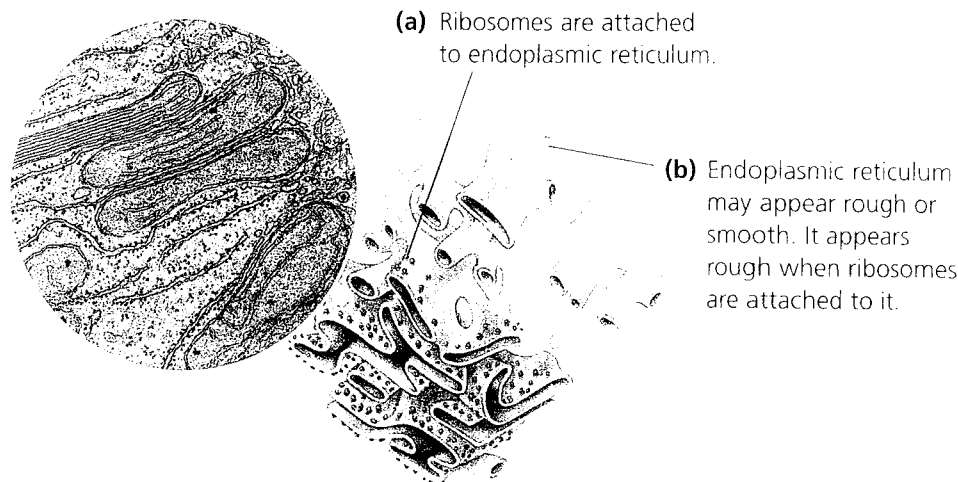 (a) Ribosomes are attached
to endoplasmic reticulum.
(b) Endoplasmic reticulum
may appear rough or
smooth. It appears
rough when ribosomes
are attached to it.